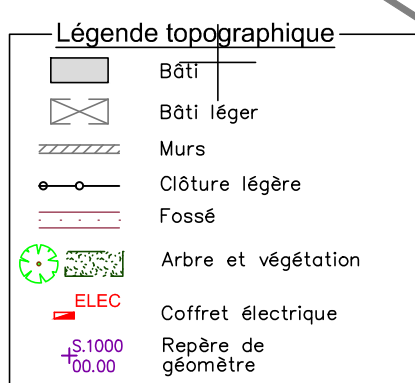 Légende topographique
Bâti
Bâti léger
Murs
Clôture légère
Fossé
Arbre et végétation
ELEC
Coffret électrique
S.1000
00.00
Repère de
géomètre